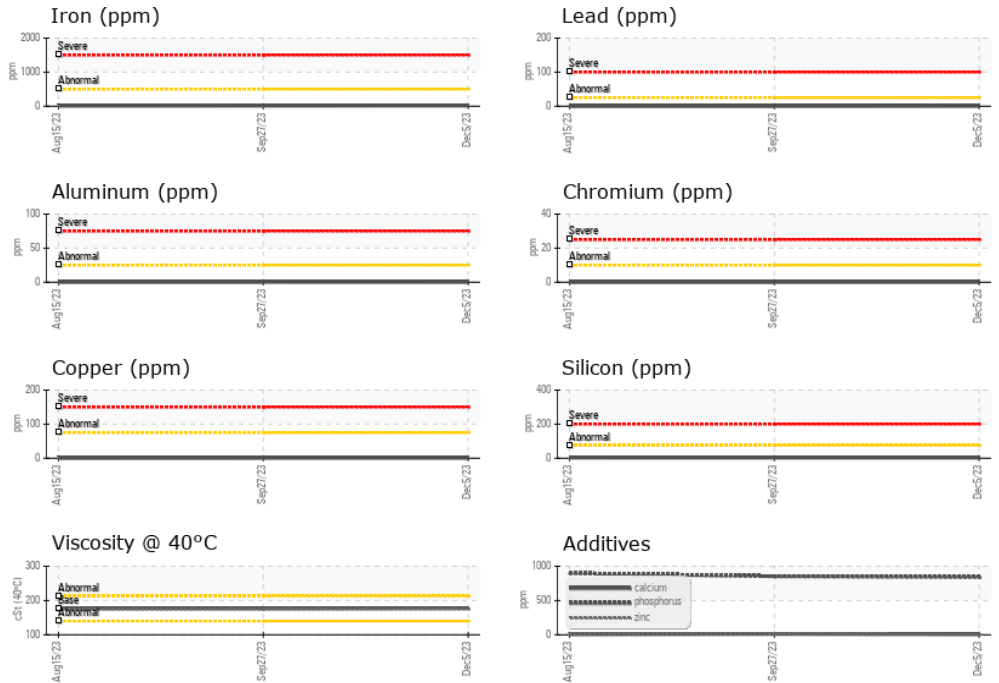 Iron (ppm)
2000
1000
0
ppm
Severe
Abnormal
Aug15/23
Sep27/23
Dec5/23
Lead (ppm)
200
100
0
ppm
Severe
Abnormal
Aug15/23
Sep27/23
Dec5/23
Aluminum (ppm)
100
50
0
ppm
Severe
Abnormal
Aug15/23
Sep27/23
Dec5/23
Chromium (ppm)
40
20
0
ppm
Severe
Abnormal
Aug15/23
Sep27/23
Dec5/23
Copper (ppm)
200
100
0
ppm
Severe
Abnormal
Aug15/23
Sep27/23
Dec5/23
Silicon (ppm)
400
200
0
ppm
Severe
Abnormal
Aug15/23
Sep27/23
Dec5/23
Viscosity @ 40°C
300
200
100
cSt (40°C)
Abnormal
Base
Abnormal
Aug15/23
Sep27/23
Dec5/23
Additives
1000
500
0
ppm
calcium
phosphorus
zinc
Aug15/23
Sep27/23
Dec5/23